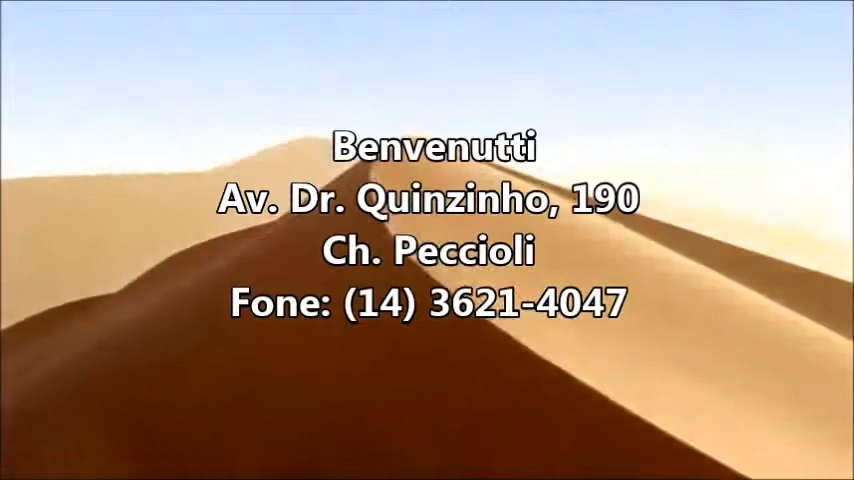 Benvenutti
Av. Dr. Quinzinho, 190
Ch. Peccioli
Fone: (14) 3621-4047